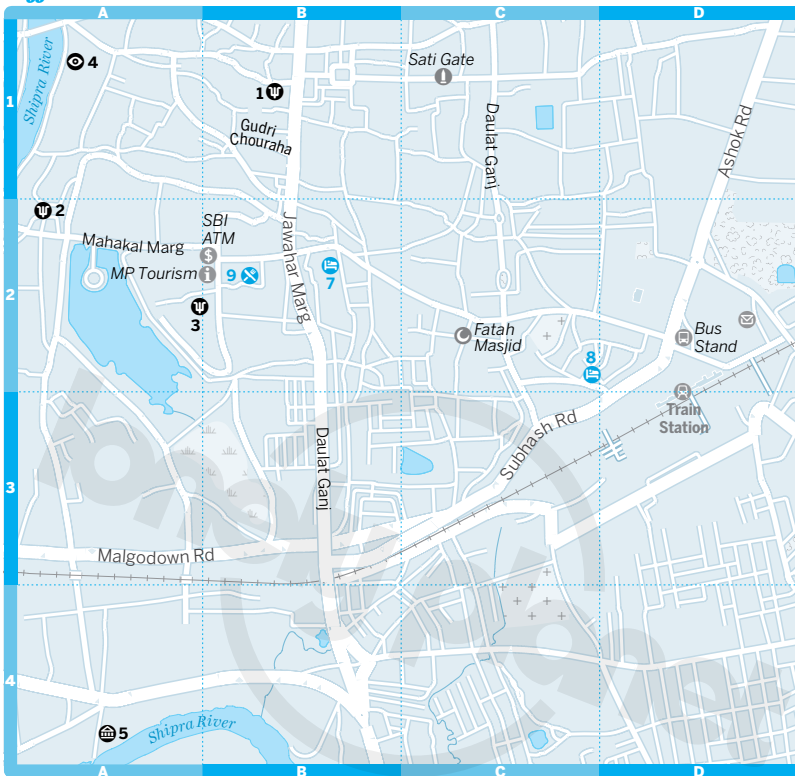 A B C D
1
2
3
4
Shipra River
4
1
Gudri
Chouraha
Sati Gate
Daulat Ganj
Ashok Rd
2
SBI
ATM
Mahakal Marg
MP Tourism
9
3
Jawahar Marg
7
Fatah
Masjid
8
Bus
Stand
Train
Station
Subhash Rd
Daulat Ganj
Malgodown Rd
Shipra River
5
lonely planet
A B C D